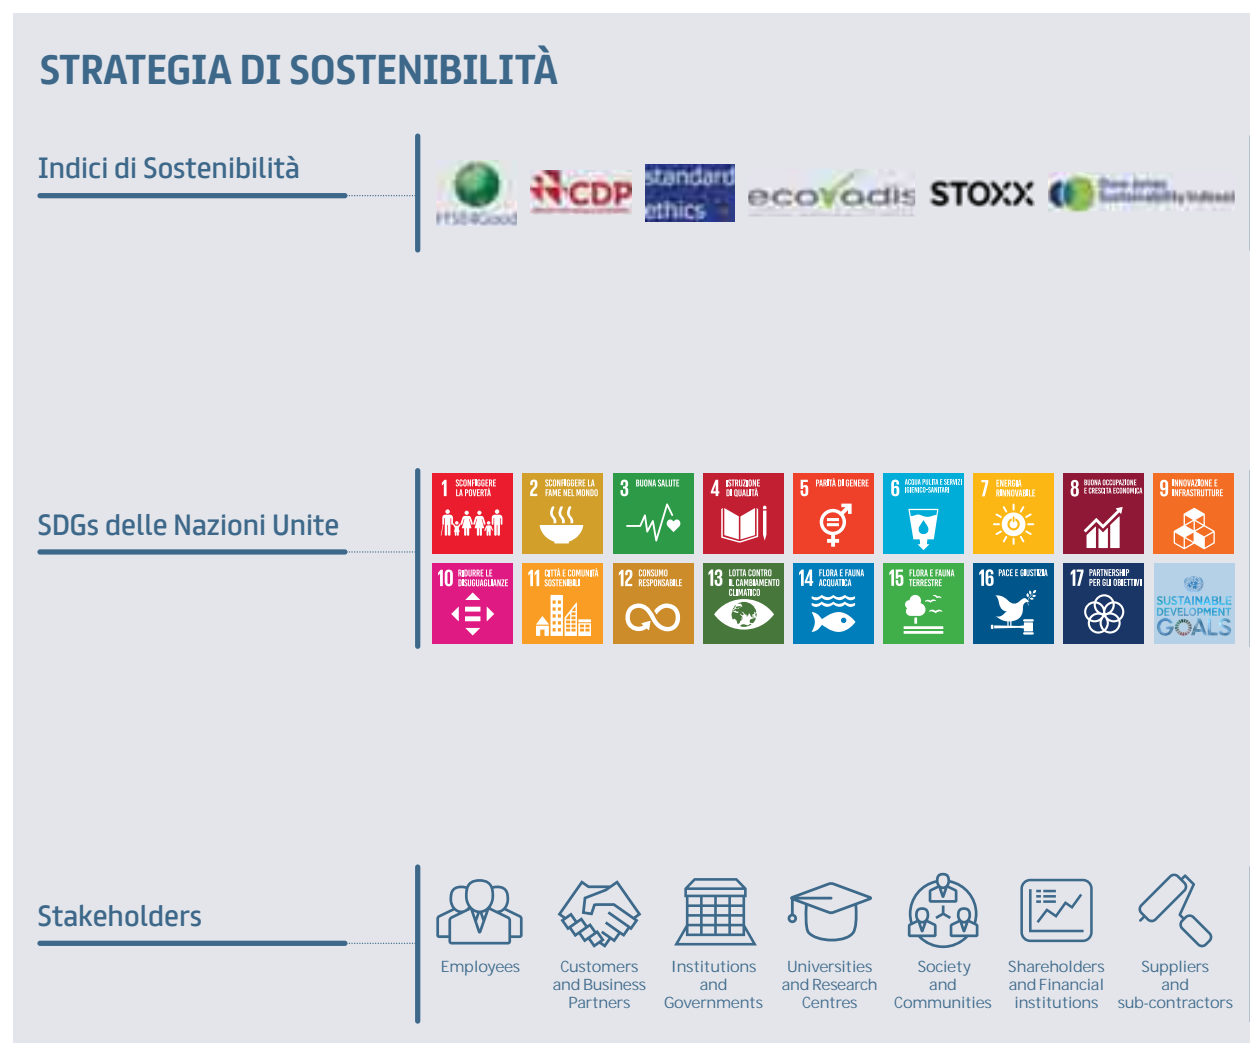 STRATEGIA DI SOSTENIBILITÀ
Indici di Sostenibilità
FTSE4Good
CDP
standard
ethics
ecovadis
STOXX
Dow Jones
Sustainability Indexes
SDGs delle Nazioni Unite
1 SCONFIGGERE
LA POVERTÀ
2 SCONFIGGERE LA
FAME NEL MONDO
3 BUONA SALUTE
4 ISTRUZIONE
DI QUALITÀ
5 PARITÀ DI GENERE
6 ACQUA PULITA E SERVIZI
IGIENICO-SANITARI
7 ENERGIA
RINNOVABILE
8 BUONA OCCUPAZIONE
E CRESCITA ECONOMICA
9 INNOVAZIONE E
INFRASTRUTTURE
10 RIDURRE LE
DISUGUAGLIANZE
11 CITTÀ E COMUNITÀ
SOSTENIBILI
12 CONSUMO
RESPONSABILE
13 LOTTA CONTRO
IL CAMBIAMENTO
CLIMATICO
14 FLORA E FAUNA
ACQUATICA
15 FLORA E FAUNA
TERRESTRE
16 PACE E GIUSTIZIA
17 PARTNERSHIP
PER GLI OBIETTIVI
SUSTAINABLE
DEVELOPMENT
GOALS
Stakeholders
Employees
Customers
and Business
Partners
Institutions
and
Governments
Universities
and Research
Centres
Society
and
Communities
Shareholders
and Financial
institutions
Suppliers
and
sub-contractors